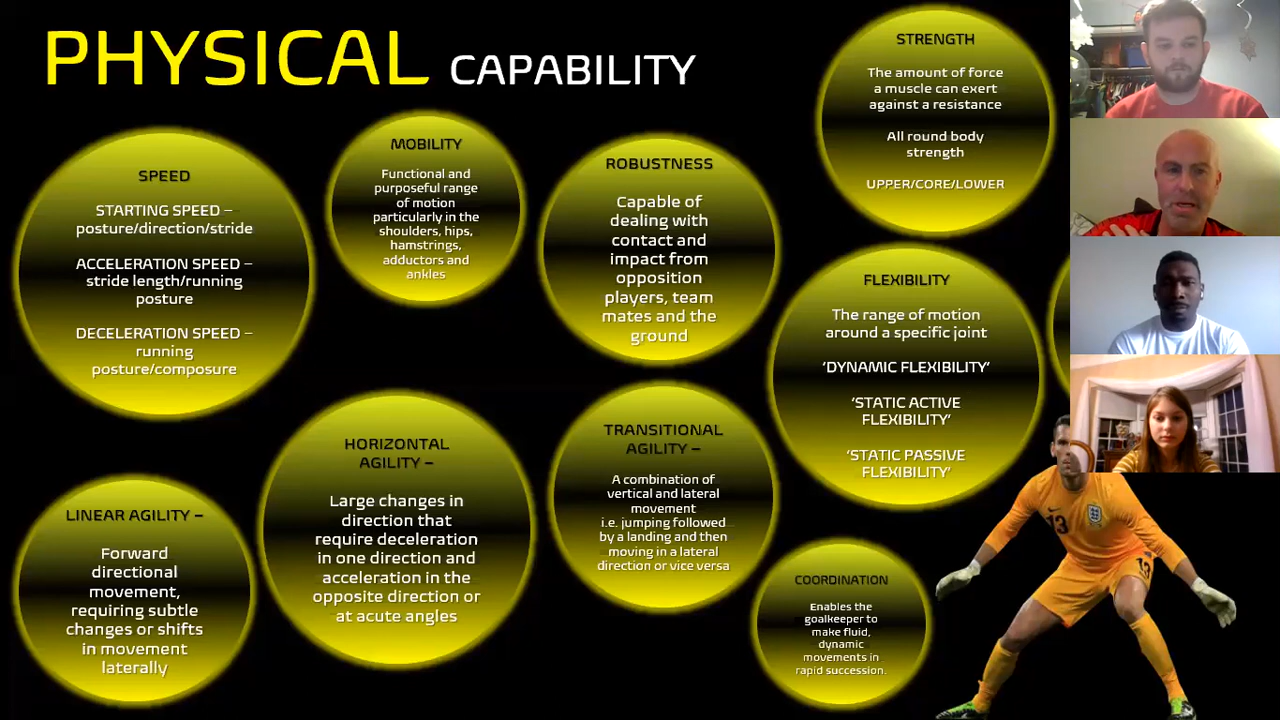 PHYSICAL CAPABILITY
SPEED
STARTING SPEED –
posture/direction/stride
ACCELERATION SPEED –
stride length/running
posture
DECELERATION SPEED –
running
posture/composure
MOBILITY
Functional and
purposeful range
of motion
particularly in the
shoulders, hips,
hamstrings,
adductors and
ankles
ROBUSTNESS
Capable of
dealing with
contact and
impact from
opposition
players, team
mates and the
ground
STRENGTH
The amount of force
a muscle can exert
against a resistance
All round body
strength
UPPER/CORE/LOWER
FLEXIBILITY
The range of motion
around a specific joint
‘DYNAMIC FLEXIBILITY’
‘STATIC ACTIVE
FLEXIBILITY’
‘STATIC PASSIVE
FLEXIBILITY’
LINEAR AGILITY –
Forward
directional
movement,
requiring subtle
changes or shifts
in movement
laterally
HORIZONTAL
AGILITY –
Large changes in
direction that
require deceleration
in one direction and
acceleration in the
opposite direction or
at acute angles
TRANSITIONAL
AGILITY –
A combination of
vertical and lateral
movement
i.e. jumping followed
by a landing and then
moving in a lateral
direction or vice versa
COORDINATION
Enables the
goalkeeper to
make fluid,
dynamic
movements in
rapid succession.
13
13